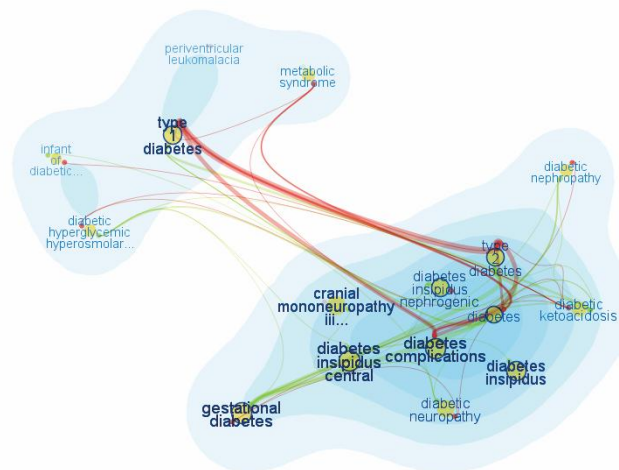 periventricular
leukomalacia
metabolic
syndrome
type
1
diabetes
infant
of
diabetic...
diabetic
hyperglycemic
hyperosmolar...
diabetic
nephropathy
type
2
diabetes
diabetes
insipidus
nephrogenic
cranial
mononeuropathy
iii...
diabetes
diabetic
ketoacidosis
diabetes
insipidus
central
diabetes
complications
diabetes
insipidus
gestational
diabetes
diabetic
neuropathy